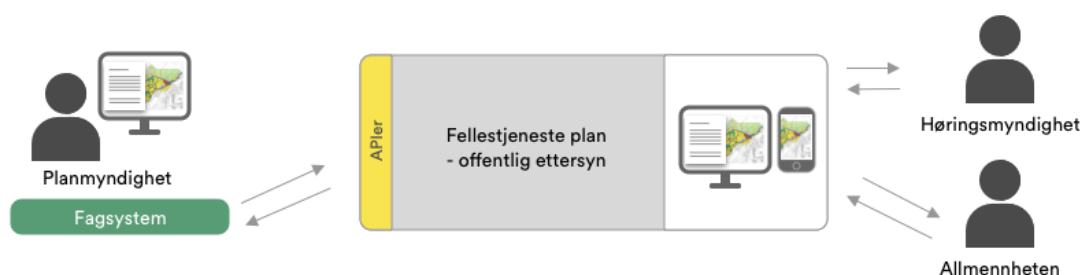 Planmyndighet
Fagsystem
APIer
Fellestjeneste plan
- offentlig ettersyn
Høringsmyndighet
Allmennheten